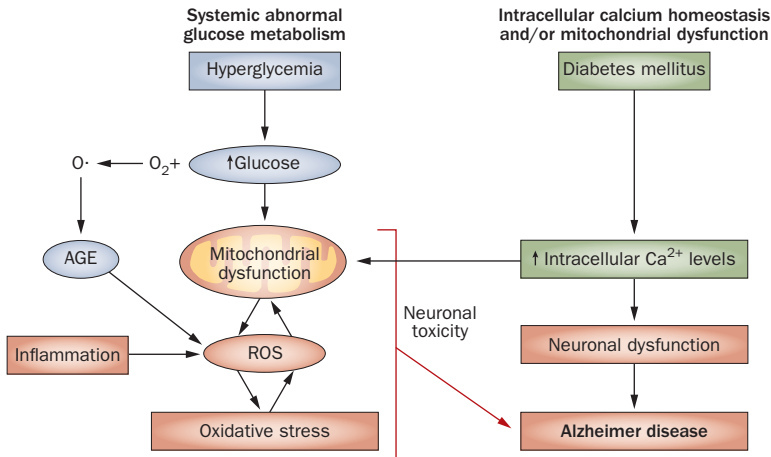 Systemic abnormal
glucose metabolism
Hyperglycemia
↑Glucose
O₂+
O·
AGE
Mitochondrial
dysfunction
ROS
Inflammation
Oxidative stress
Neuronal
toxicity
Intracellular calcium homeostasis
and/or mitochondrial dysfunction
Diabetes mellitus
↑ Intracellular Ca²⁺ levels
Neuronal dysfunction
Alzheimer disease